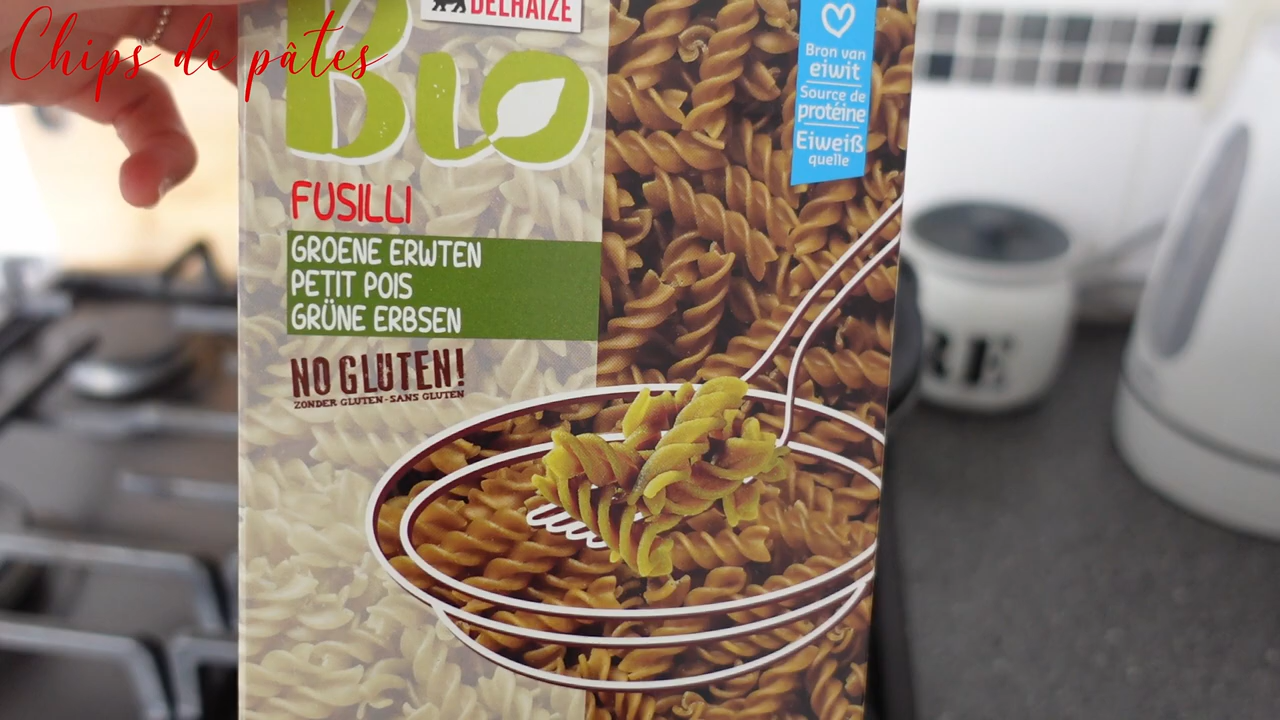 Chips de pâtes
DELHAIZE
Bio
FUSILLI
GROENE ERWTEN
PETIT POIS
GRÜNE ERBSEN
NO GLUTEN!
ZONDER GLUTEN-SANS GLUTEN
Bron van
eiwit
Source de
protéine
Eiweiß
quelle
RE